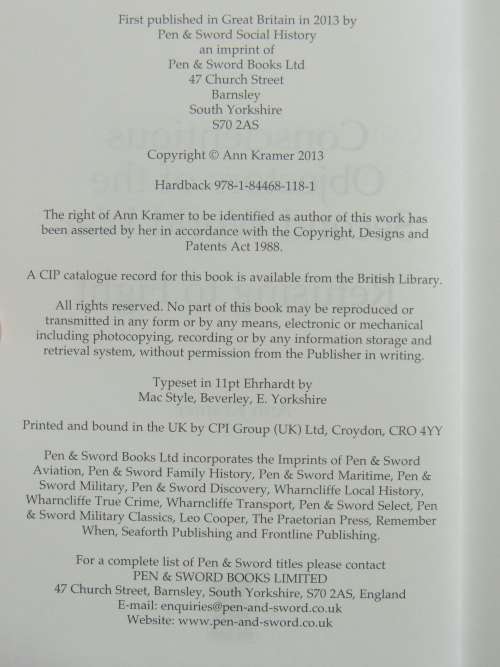 First published in Great Britain in 2013 by
Pen & Sword Social History
an imprint of
Pen & Sword Books Ltd
47 Church Street
Barnsley
South Yorkshire
S70 2AS
Copyright © Ann Kramer 2013
Hardback 978-1-84468-118-1
The right of Ann Kramer to be identified as author of this work has
been asserted by her in accordance with the Copyright, Designs and
Patents Act 1988.
A CIP catalogue record for this book is available from the British Library.
All rights reserved. No part of this book may be reproduced or
transmitted in any form or by any means, electronic or mechanical
including photocopying, recording or by any information storage and
retrieval system, without permission from the Publisher in writing.
Typeset in 11pt Ehrhardt by
Mac Style, Beverley, E. Yorkshire
Printed and bound in the UK by CPI Group (UK) Ltd, Croydon, CRO 4YY
Pen & Sword Books Ltd incorporates the Imprints of Pen & Sword
Aviation, Pen & Sword Family History, Pen & Sword Maritime, Pen &
Sword Military, Pen & Sword Discovery, Wharncliffe Local History,
Wharncliffe True Crime, Wharncliffe Transport, Pen & Sword Select, Pen
& Sword Military Classics, Leo Cooper, The Praetorian Press, Remember
When, Seaforth Publishing and Frontline Publishing.
For a complete list of Pen & Sword titles please contact
PEN & SWORD BOOKS LIMITED
47 Church Street, Barnsley, South Yorkshire, S70 2AS, England
E-mail: enquiries@pen-and-sword.co.uk
Website: www.pen-and-sword.co.uk